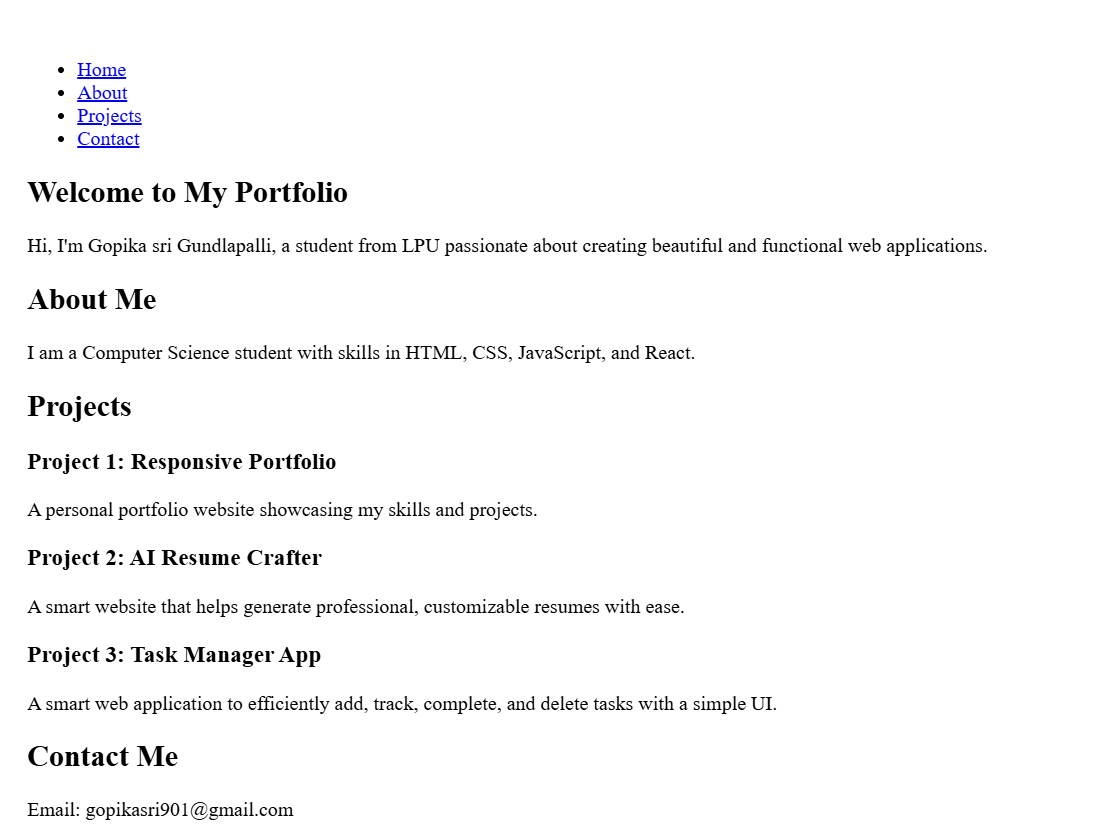 Home
About
Projects
Contact
Welcome to My Portfolio
Hi, I'm Gopika sri Gundlapalli, a student from LPU passionate about creating beautiful and functional web applications.
About Me
I am a Computer Science student with skills in HTML, CSS, JavaScript, and React.
Projects
Project 1: Responsive Portfolio
A personal portfolio website showcasing my skills and projects.
Project 2: AI Resume Crafter
A smart website that helps generate professional, customizable resumes with ease.
Project 3: Task Manager App
A smart web application to efficiently add, track, complete, and delete tasks with a simple UI.
Contact Me
Email: gopikasri901@gmail.com